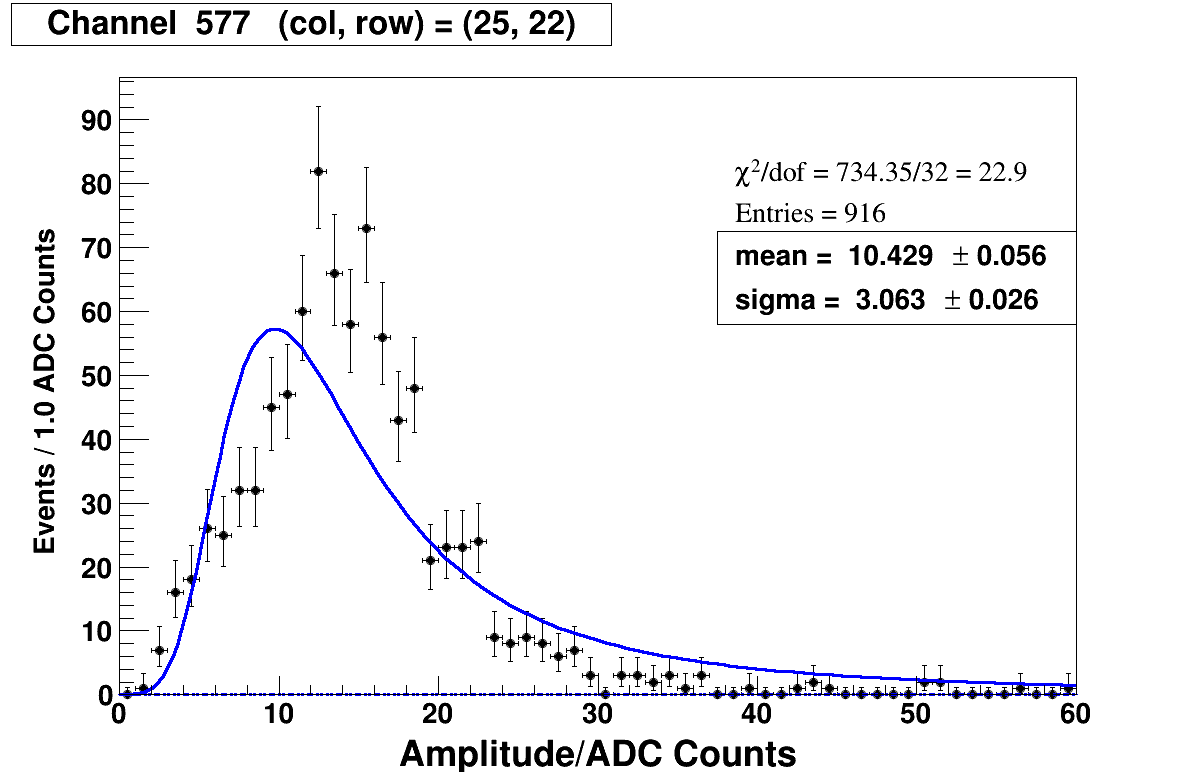 Channel 577 (col, row) = (25, 22)
χ²/dof = 734.35/32 = 22.9
Entries = 916
mean = 10.429 ± 0.056
sigma = 3.063 ± 0.026
Events / 1.0 ADC Counts
90
80
70
60
50
40
30
20
10
0
0 10 20 30 40 50 60
Amplitude/ADC Counts